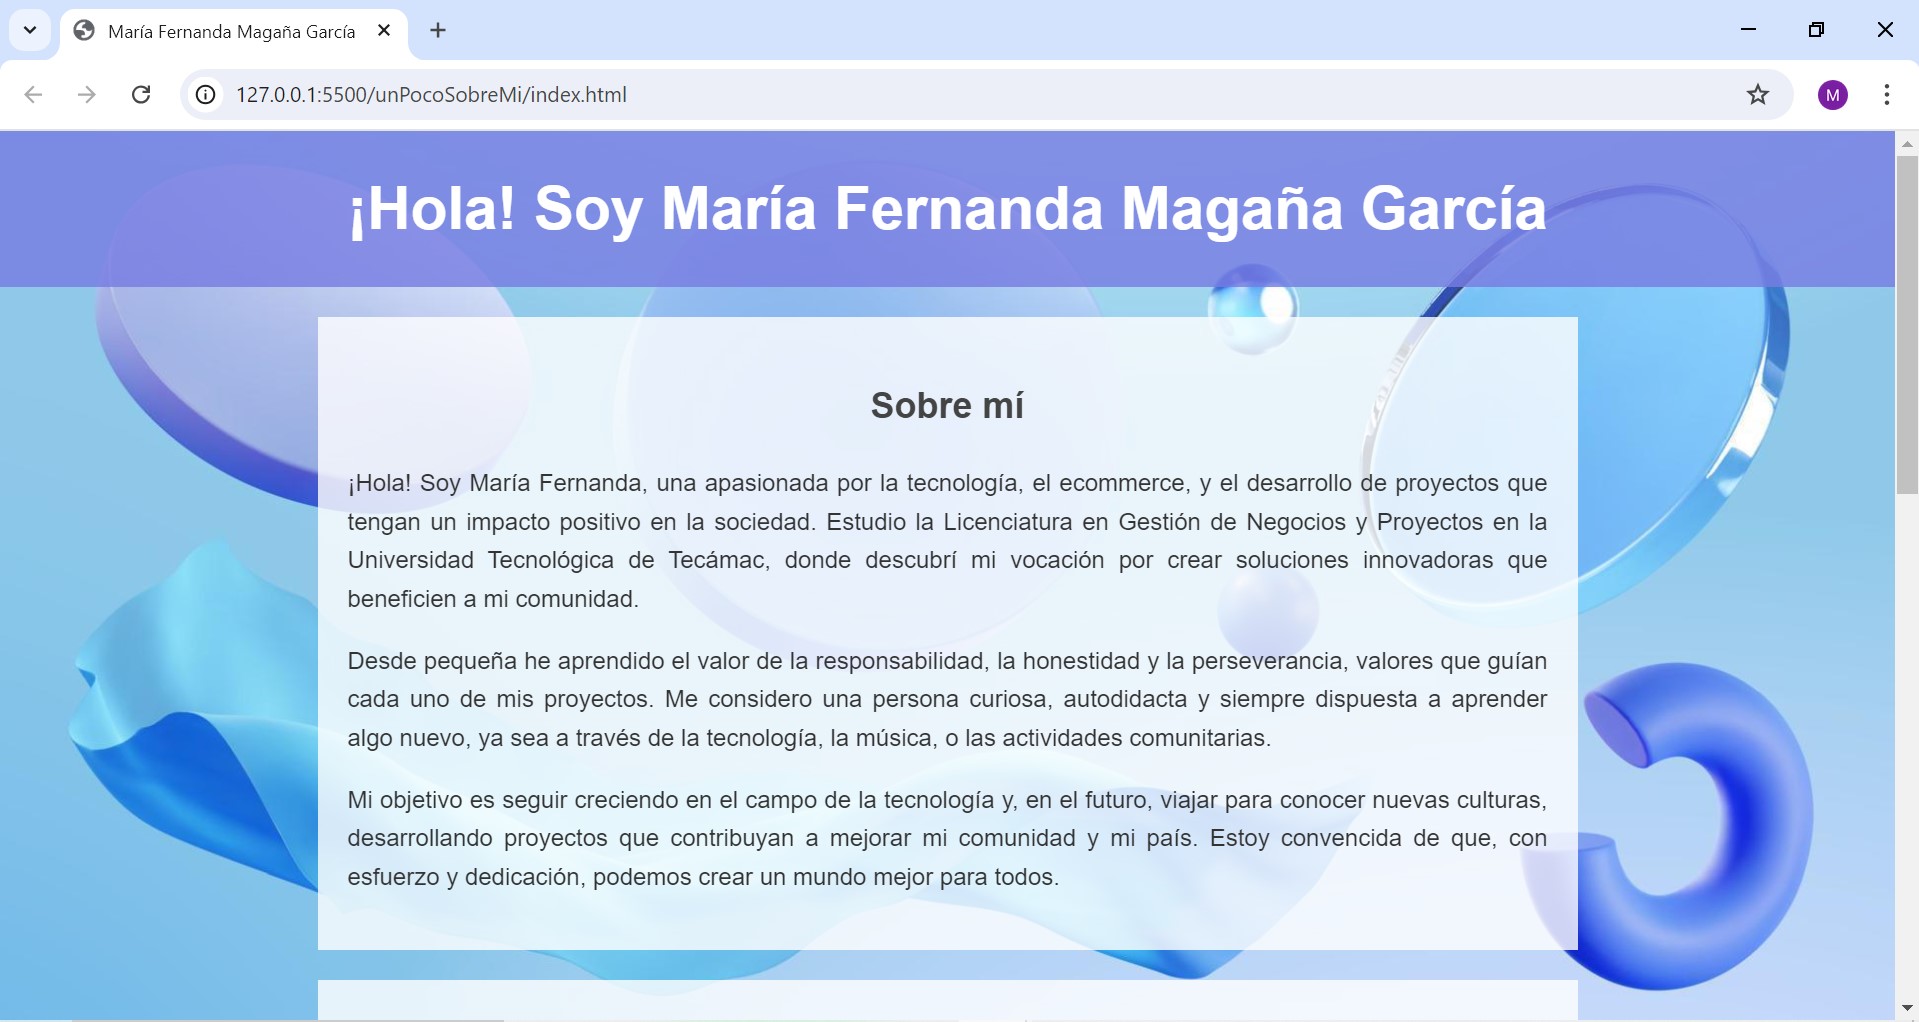 María Fernanda Magaña García
127.0.0.1:5500/unPocoSobreMi/index.html
M
¡Hola! Soy María Fernanda Magaña García
Sobre mí
¡Hola! Soy María Fernanda, una apasionada por la tecnología, el ecommerce, y el desarrollo de proyectos que
tengan un impacto positivo en la sociedad. Estudio la Licenciatura en Gestión de Negocios y Proyectos en la
Universidad Tecnológica de Tecámac, donde descubrí mi vocación por crear soluciones innovadoras que
beneficien a mi comunidad.
Desde pequeña he aprendido el valor de la responsabilidad, la honestidad y la perseverancia, valores que guían
cada uno de mis proyectos. Me considero una persona curiosa, autodidacta y siempre dispuesta a aprender
algo nuevo, ya sea a través de la tecnología, la música, o las actividades comunitarias.
Mi objetivo es seguir creciendo en el campo de la tecnología y, en el futuro, viajar para conocer nuevas culturas,
desarrollando proyectos que contribuyan a mejorar mi comunidad y mi país. Estoy convencida de que, con
esfuerzo y dedicación, podemos crear un mundo mejor para todos.